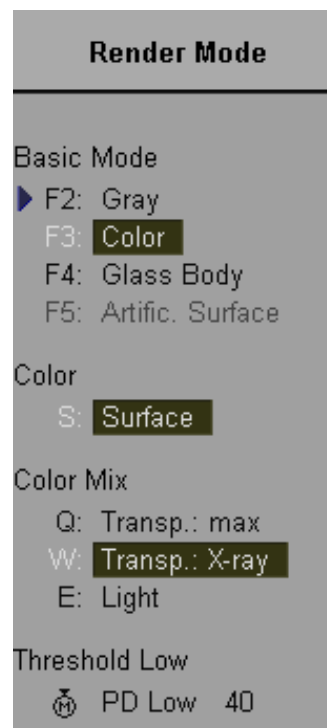 Render Mode
Basic Mode
F2: Gray
F3: Color
F4: Glass Body
F5: Artific. Surface
Color
S: Surface
Color Mix
Q: Transp.: max
W: Transp.: X-ray
E: Light
Threshold Low
M PD Low 40